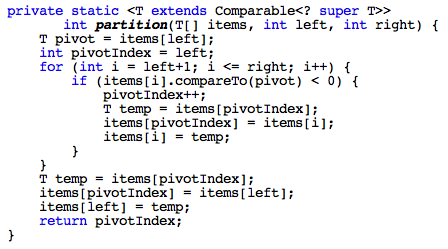 private static <T extends Comparable<? super T>>
       int partition(T[] items, int left, int right) {
    T pivot = items[left];
    int pivotIndex = left;
    for (int i = left+1; i <= right; i++) {
        if (items[i].compareTo(pivot) < 0) {
            pivotIndex++;
            T temp = items[pivotIndex];
            items[pivotIndex] = items[i];
            items[i] = temp;
        }
    }
    T temp = items[pivotIndex];
    items[pivotIndex] = items[left];
    items[left] = temp;
    return pivotIndex;
}